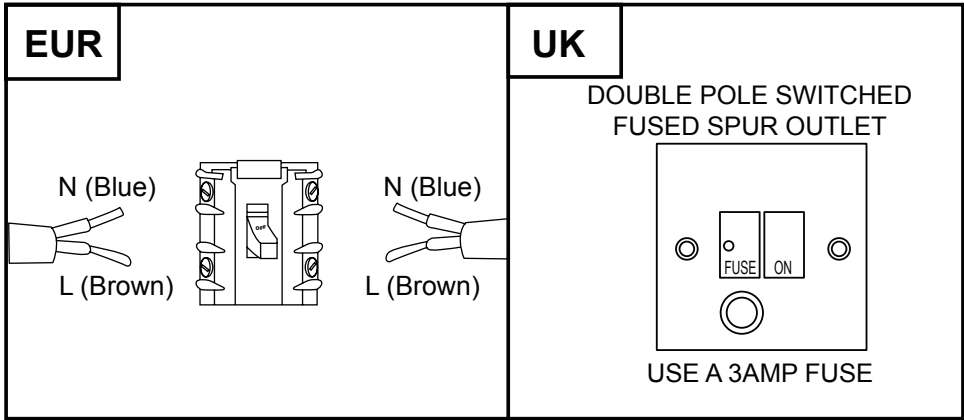 EUR
N (Blue)
L (Brown)
OFF
N (Blue)
L (Brown)
UK
DOUBLE POLE SWITCHED
FUSED SPUR OUTLET
FUSE
ON
USE A 3AMP FUSE